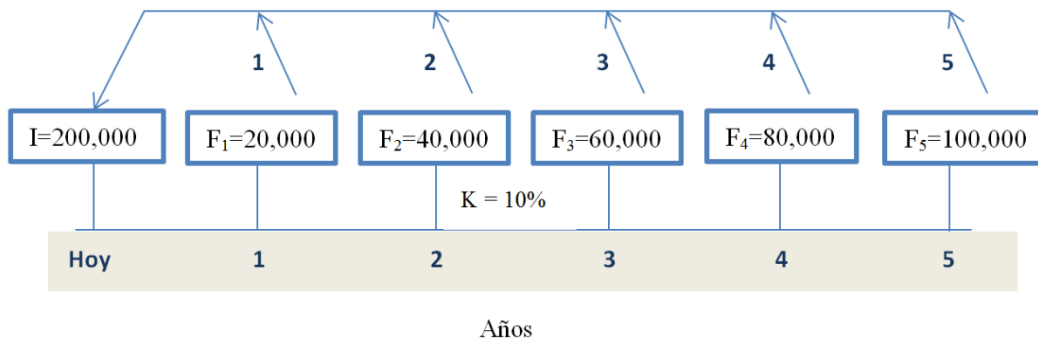 1 2 3 4 5
I=200,000 F₁=20,000 F₂=40,000 F₃=60,000 F₄=80,000 F₅=100,000
K = 10%
Hoy 1 2 3 4 5
Años